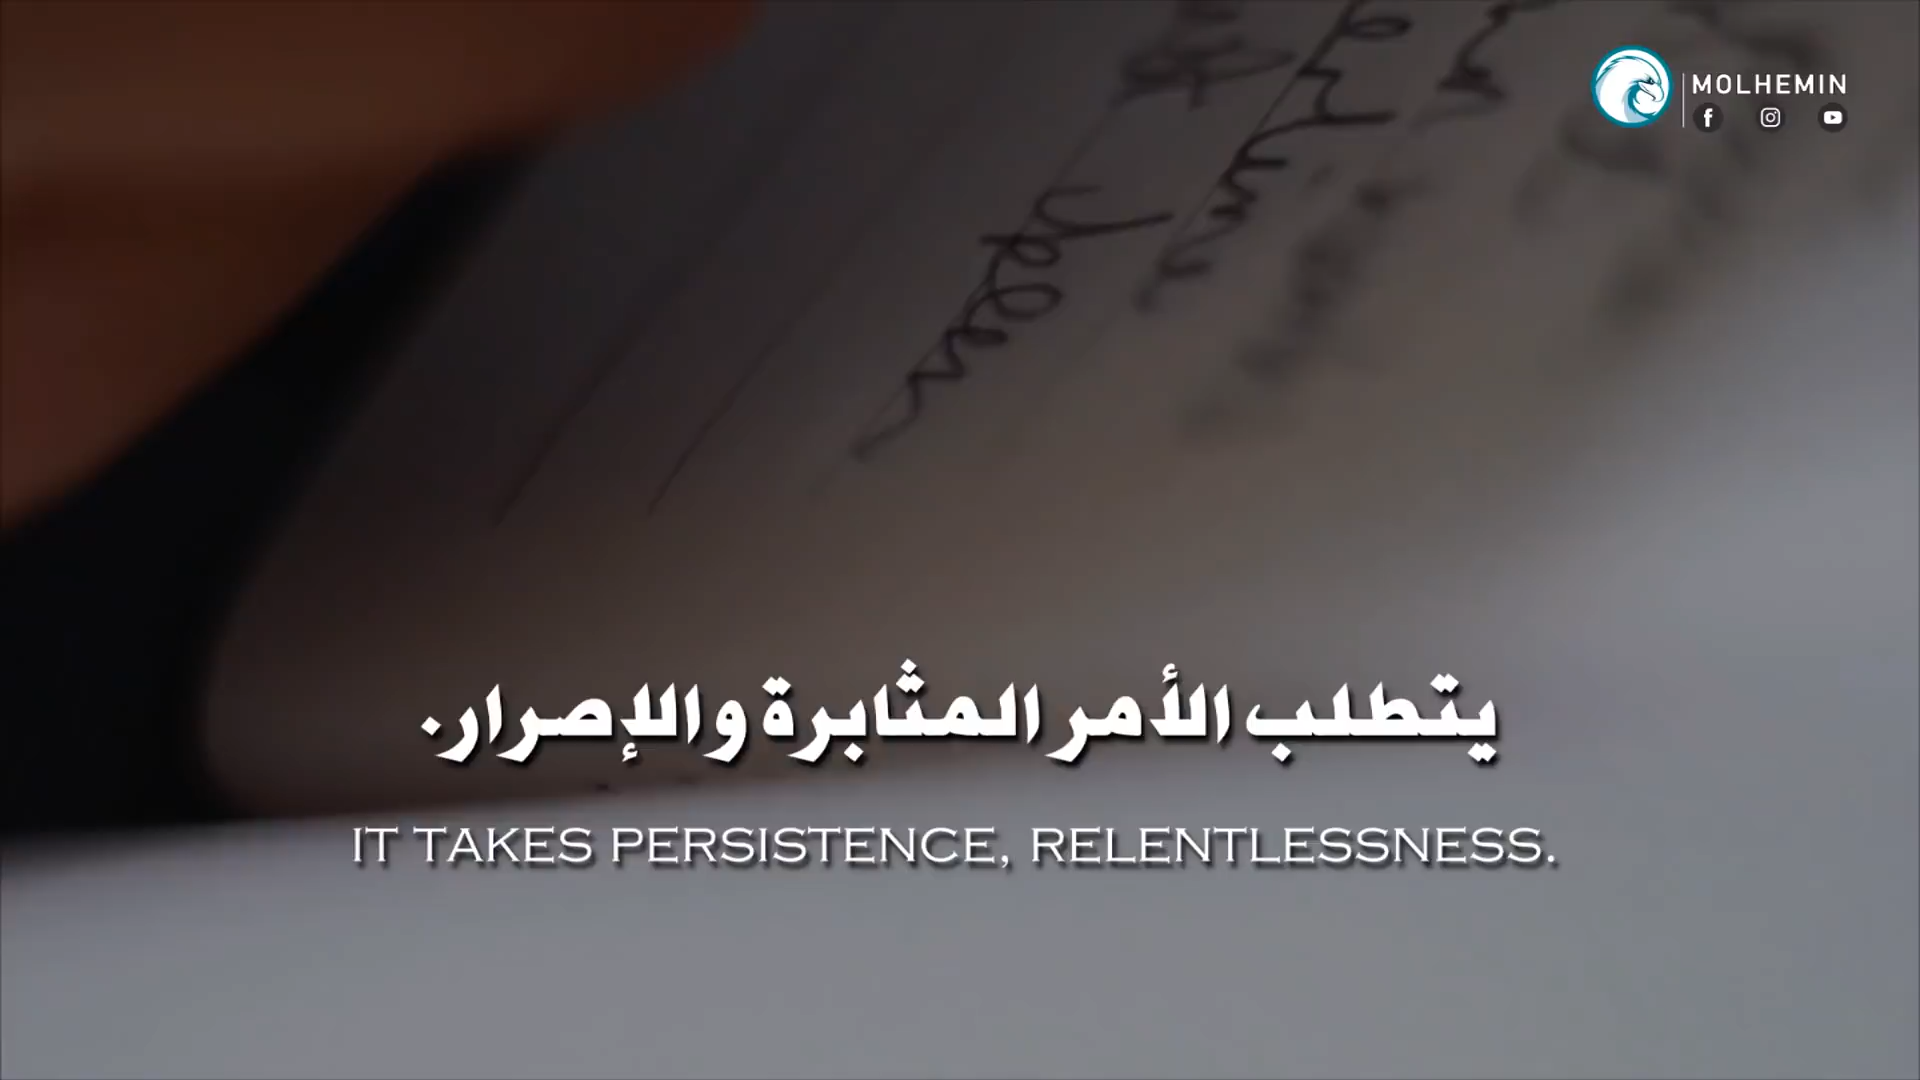 MOLHEMIN
يتطلب الأمر المثابرة والإصرار.
IT TAKES PERSISTENCE, RELENTLESSNESS.